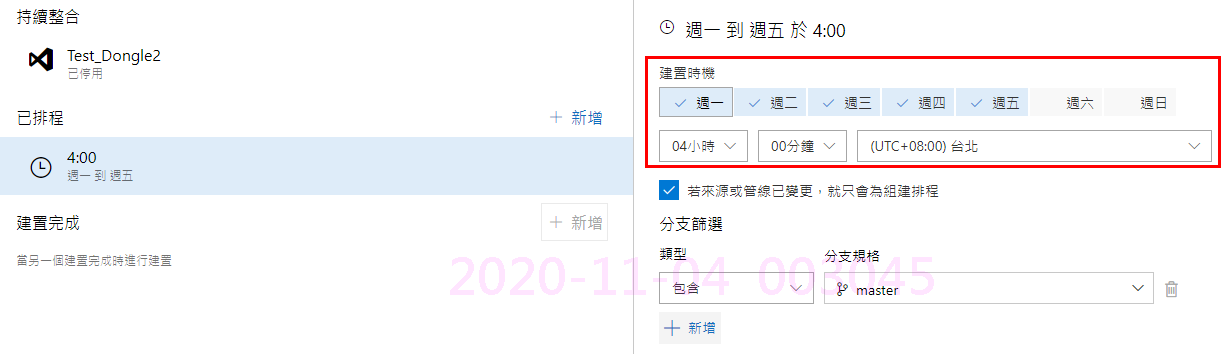 持續整合
Test_Dongle2
已停用
已排程
新增
4:00
週一 到 週五
建置完成
新增
當另一個建置完成時進行建置
週一 到 週五 於 4:00
建置時機
週一 週二 週三 週四 週五 週六 週日
04小時 00分鐘 (UTC+08:00) 台北
若來源或管線已變更，就只會為組建排程
分支篩選
類型 分支規格
包含 master
新增
2020-11-04 003045